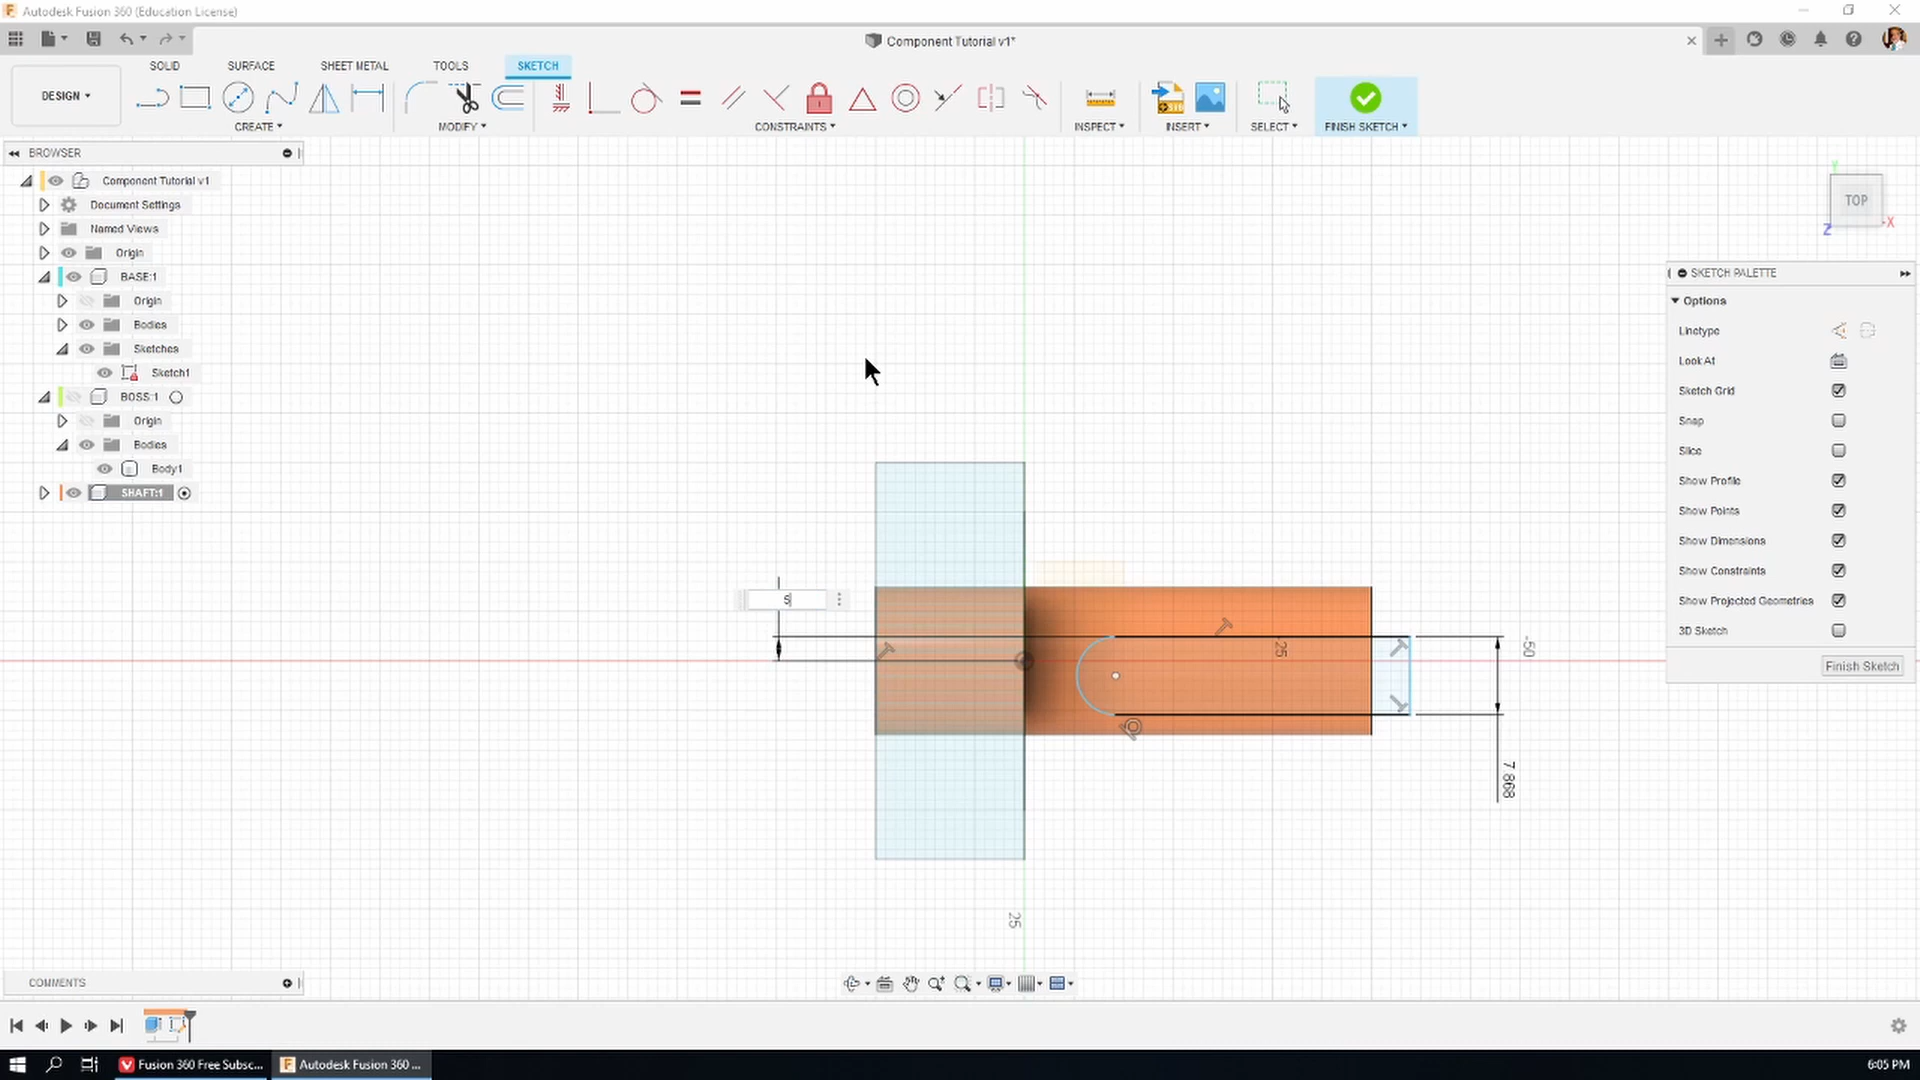 Autodesk Fusion 360 (Education License)
Component Tutorial v1*
SOLID
SURFACE
SHEET METAL
TOOLS
SKETCH
DESIGN
CREATE
MODIFY
CONSTRAINTS
INSPECT
INSERT
SELECT
FINISH SKETCH
BROWSER
Component Tutorial v1
Document Settings
Named Views
Origin
BASE:1
Origin
Bodies
Sketches
Sketch1
BOSS:1
Origin
Bodies
Body1
SHAFT:1
Y
TOP
Z
-X
SKETCH PALETTE
Options
Linetype
Look At
Sketch Grid
Snap
Slice
Show Profile
Show Points
Show Dimensions
Show Constraints
Show Projected Geometries
3D Sketch
Finish Sketch
5
25
-50
7.868
25
COMMENTS
Fusion 360 Free Subsc...
Autodesk Fusion 360 ...
6:05 PM